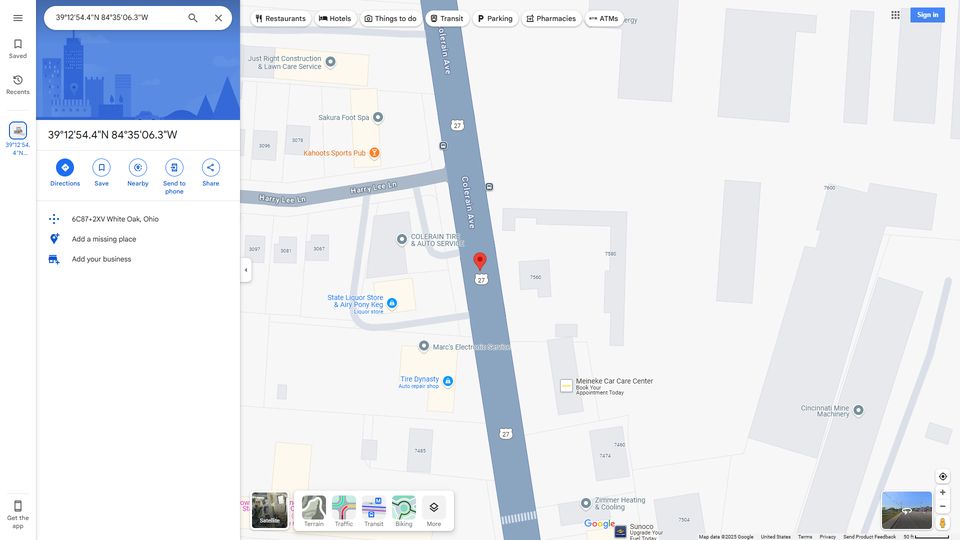 39°12'54.4"N 84°35'06.3"W
Restaurants
Hotels
Things to do
Transit
Parking
Pharmacies
ATMs
Sign in
Saved
Recents
39°12'54.
4"N...
Get the
app
39°12'54.4"N 84°35'06.3"W
Directions
Save
Nearby
Send to
phone
Share
6C87+2XV White Oak, Ohio
Add a missing place
Add your business
Colerain Ave
Just Right Construction
& Lawn Care Service
Sakura Foot Spa
27
3096
3078
Kahoots Sports Pub
Harry Lee Ln
Harry Lee Ln
Colerain Ave
7600
3097
3081
3067
COLERAIN TIRE
& AUTO SERVICE
7580
7560
27
State Liquor Store
& Airy Pony Keg
Liquor store
Marc's Electronic Service
Tire Dynasty
Auto repair shop
Meineke Car Care Center
Book Your
Appointment Today
Cincinnati Mine
Machinery
27
7485
7460
7474
Zimmer Heating
& Cooling
7504
Google
Sunoco
Upgrade Your
Fuel Today
Satellite
Terrain
Traffic
Transit
Biking
More
Map data ©2025 Google
United States
Terms
Privacy
Send Product Feedback
50 ft